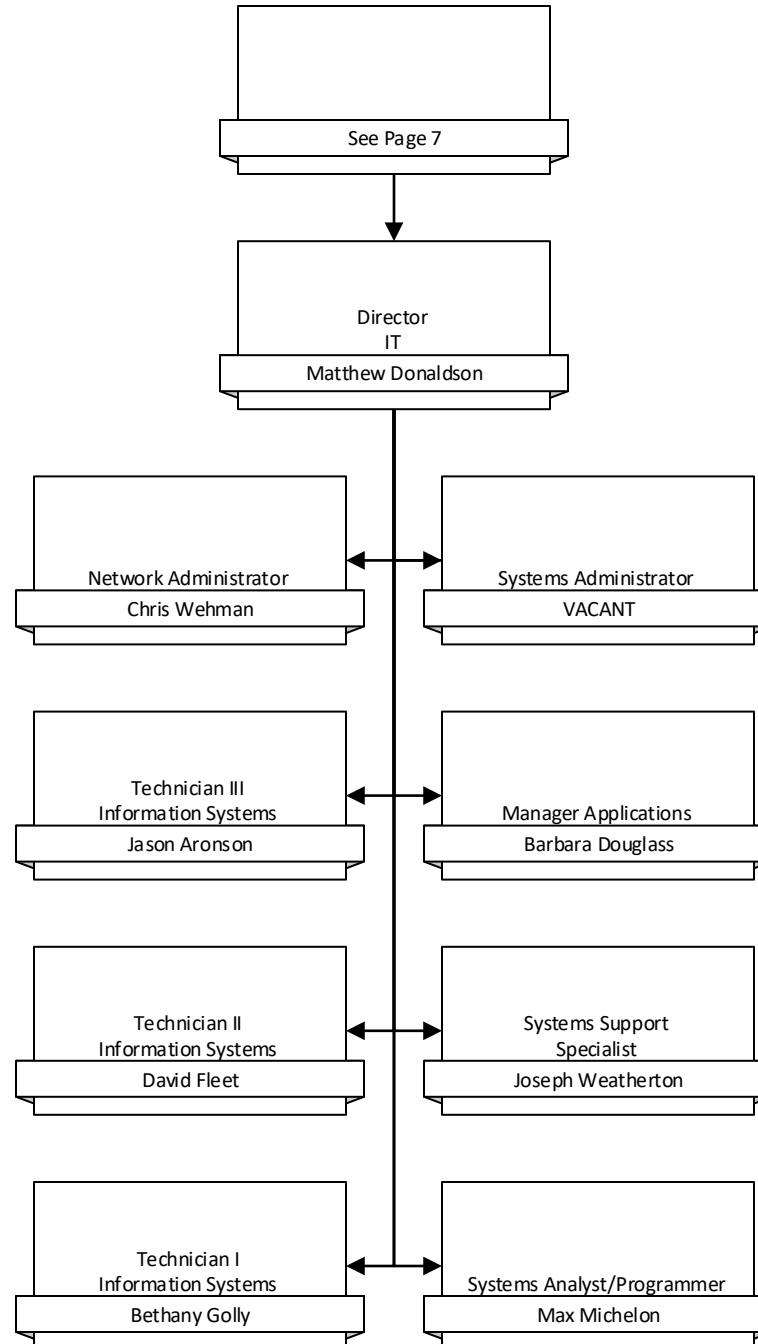 See Page 7
Director
IT
Matthew Donaldson
Network Administrator
Chris Wehman
Systems Administrator
VACANT
Technician III
Information Systems
Jason Aronson
Manager Applications
Barbara Douglass
Technician II
Information Systems
David Fleet
Systems Support
Specialist
Joseph Weatherton
Technician I
Information Systems
Bethany Golly
Systems Analyst/Programmer
Max Michelon